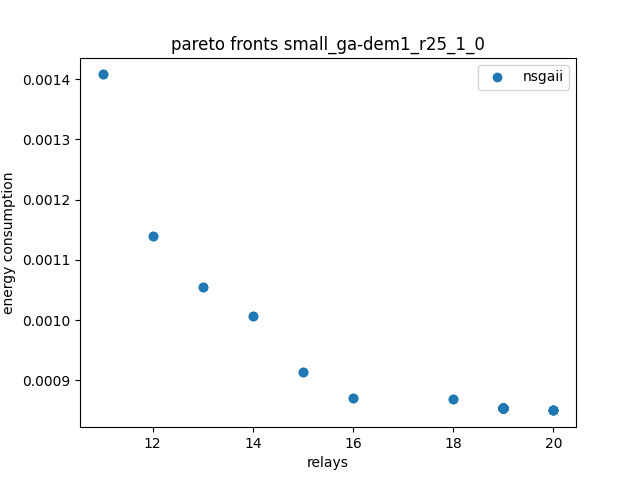 pareto fronts small_ga-dem1_r25_1_0
nsgaii
0.0014
0.0013
0.0012
0.0011
0.0010
0.0009
energy consumption
12 14 16 18 20
relays